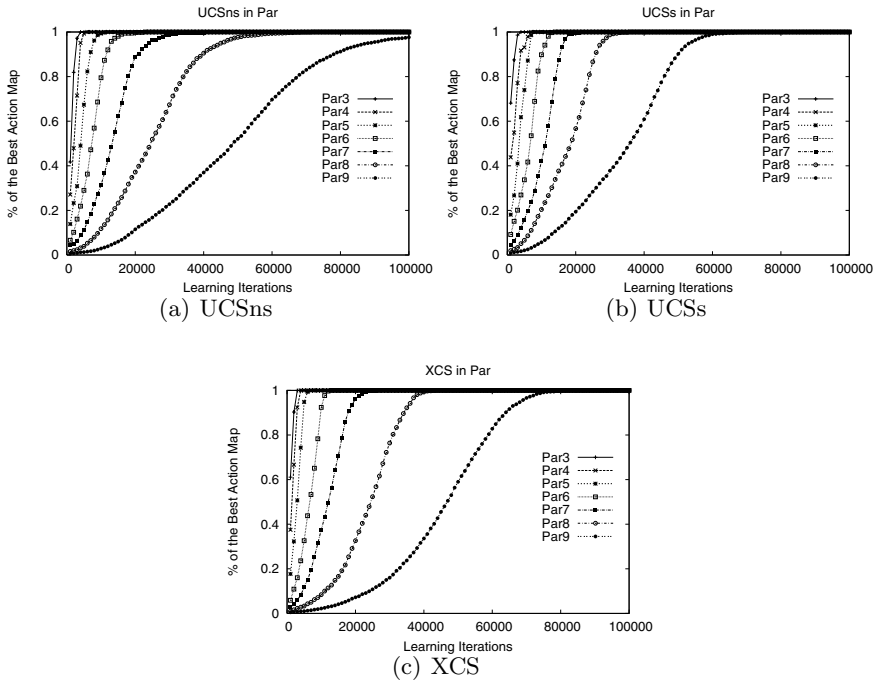 UCSns in Par
% of the Best Action Map
1
0.8
0.6
0.4
0.2
0
Par3
Par4
Par5
Par6
Par7
Par8
Par9
0 20000 40000 60000 80000 100000
Learning Iterations
(a) UCSns
UCSs in Par
% of the Best Action Map
1
0.8
0.6
0.4
0.2
0
Par3
Par4
Par5
Par6
Par7
Par8
Par9
0 20000 40000 60000 80000 100000
Learning Iterations
(b) UCSs
XCS in Par
% of the Best Action Map
1
0.8
0.6
0.4
0.2
0
Par3
Par4
Par5
Par6
Par7
Par8
Par9
0 20000 40000 60000 80000 100000
Learning Iterations
(c) XCS